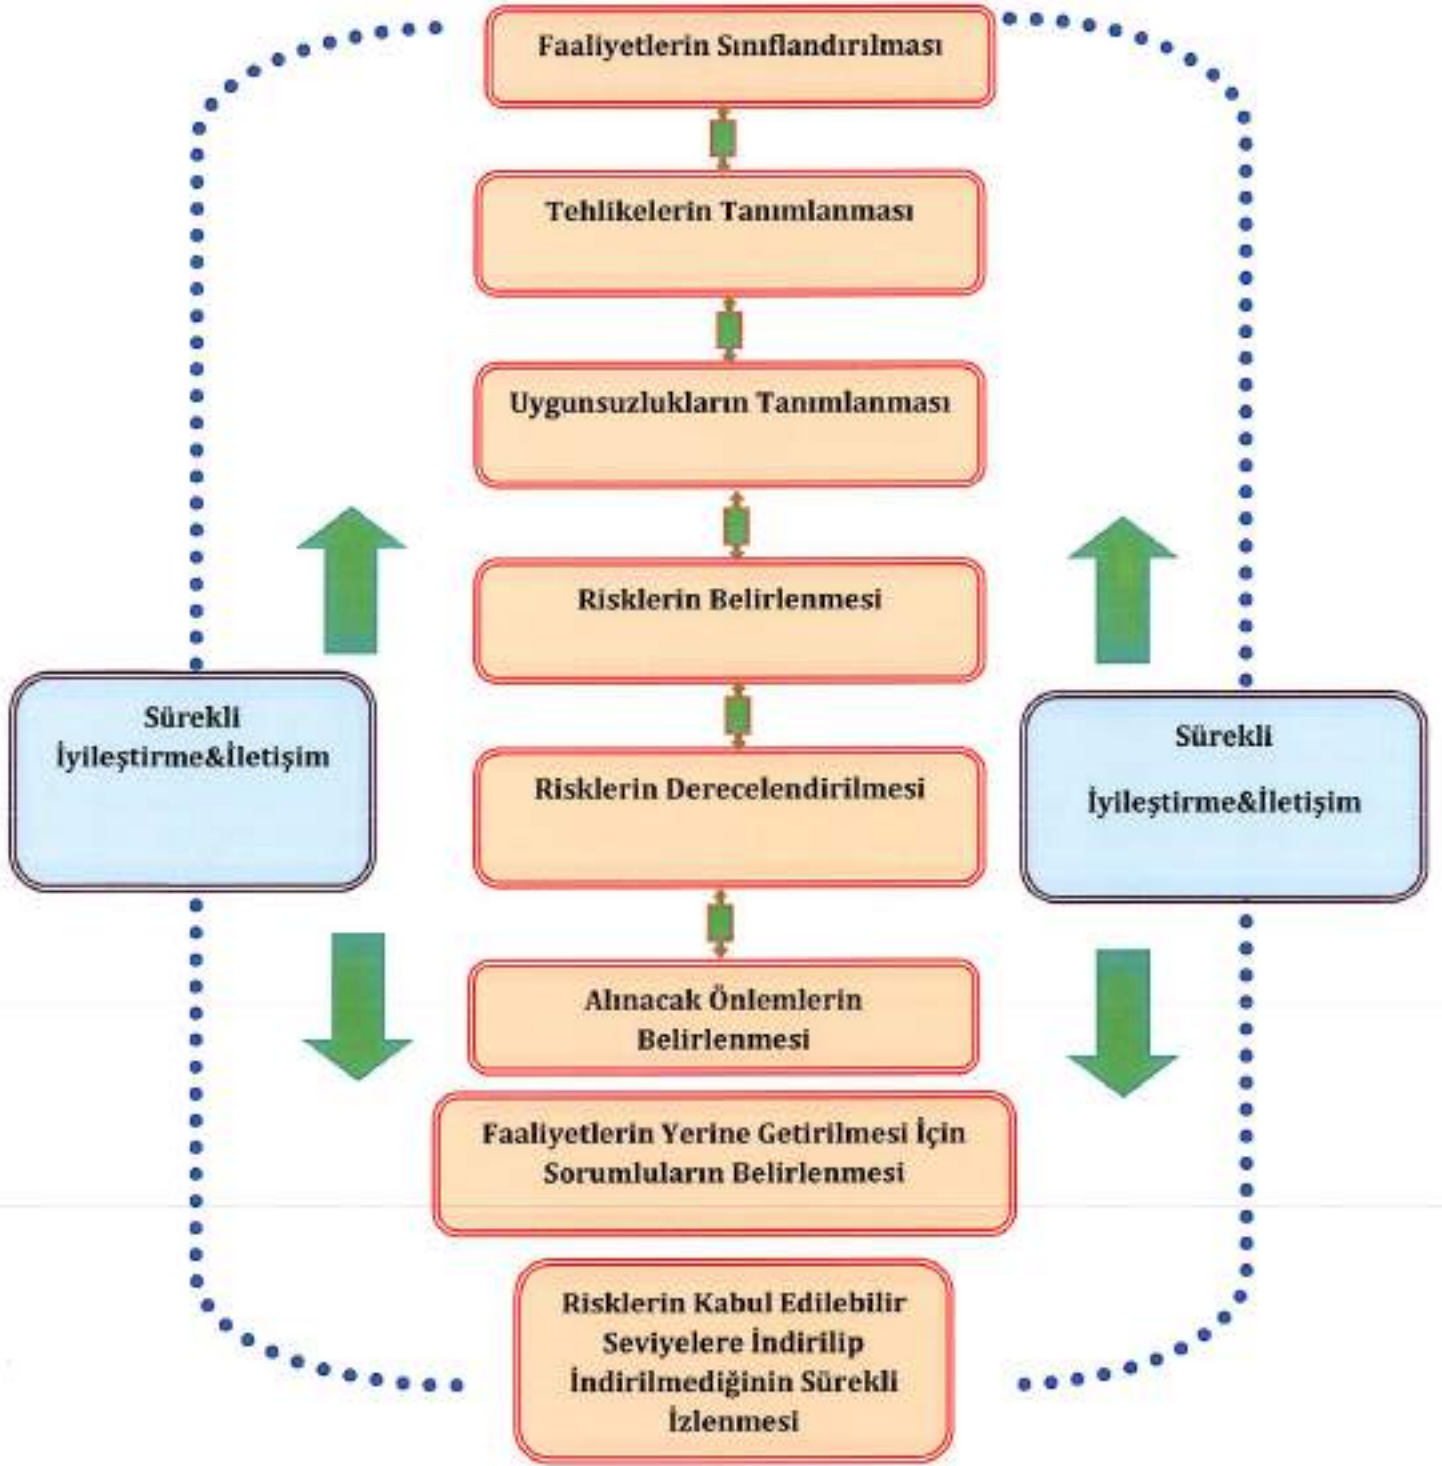 Faaliyetlerin Sınıflandırılması
Tehlikelerin Tanımlanması
Uygunsuzlukların Tanımlanması
Risklerin Belirlenmesi
Sürekli
İyileştirme&İletişim
Sürekli
İyileştirme&İletişim
Risklerin Derecelendirilmesi
Alınacak Önlemlerin
Belirlenmesi
Faaliyetlerin Yerine Getirilmesi İçin
Sorumluların Belirlenmesi
Risklerin Kabul Edilebilir
Seviyelere İndirilip
İndirilmediğinin Sürekli
İzlenmesi